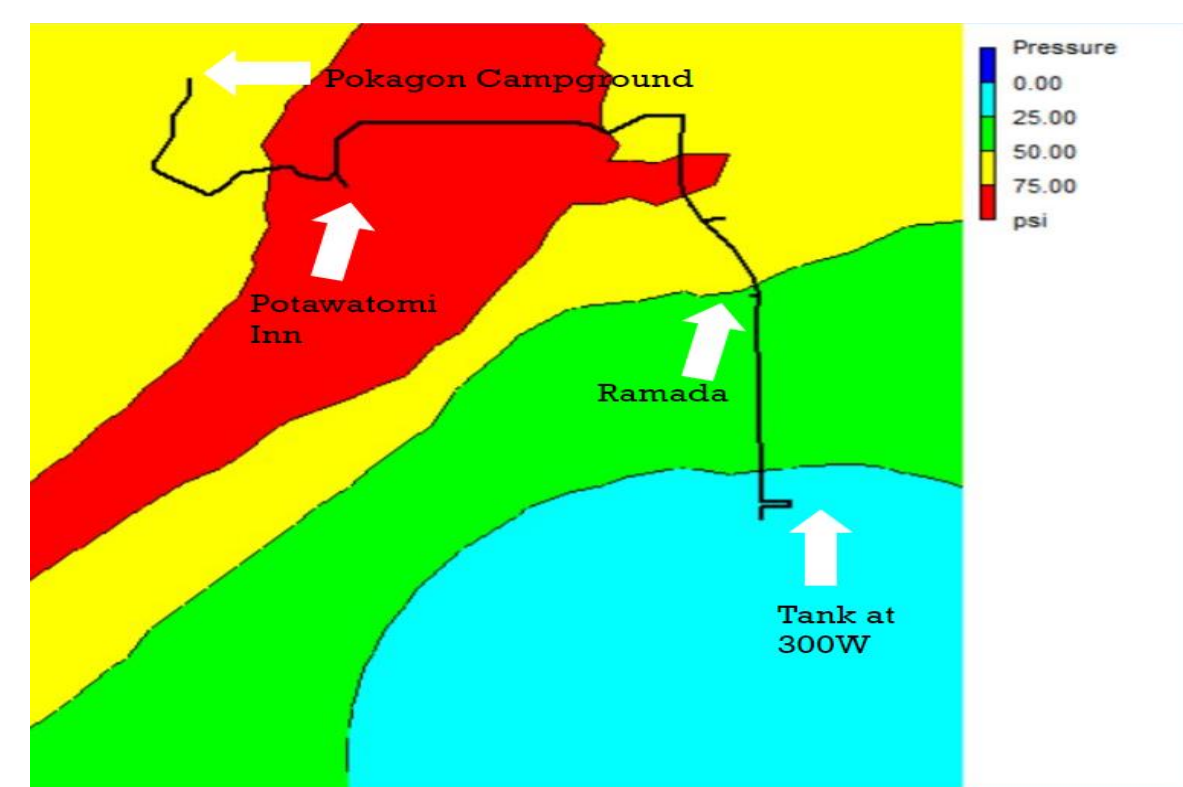 Pressure
0.00
25.00
50.00
75.00
psi
Pokagon Campground
Potawatomi
Inn
Ramada
Tank at
300W